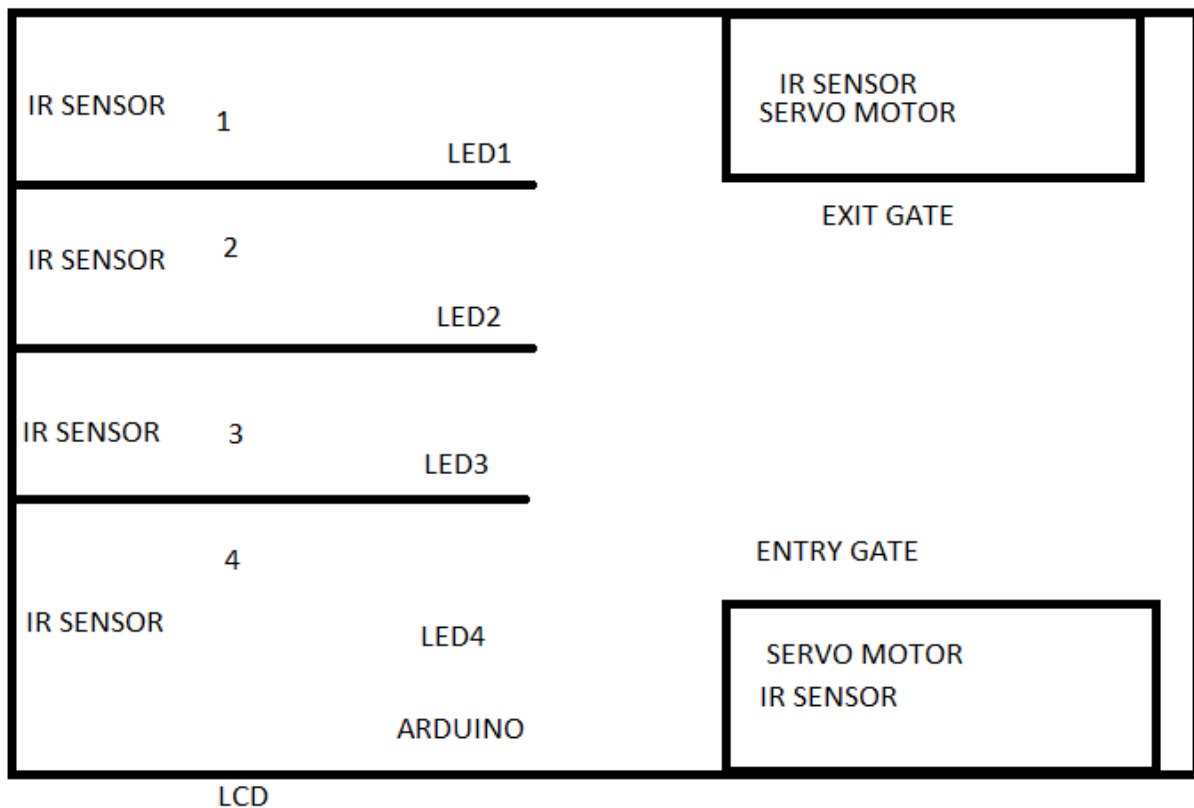 IR SENSOR
1
LED1
IR SENSOR
SERVO MOTOR
EXIT GATE
IR SENSOR
2
LED2
IR SENSOR
3
LED3
4
IR SENSOR
LED4
ENTRY GATE
SERVO MOTOR
IR SENSOR
ARDUINO
LCD